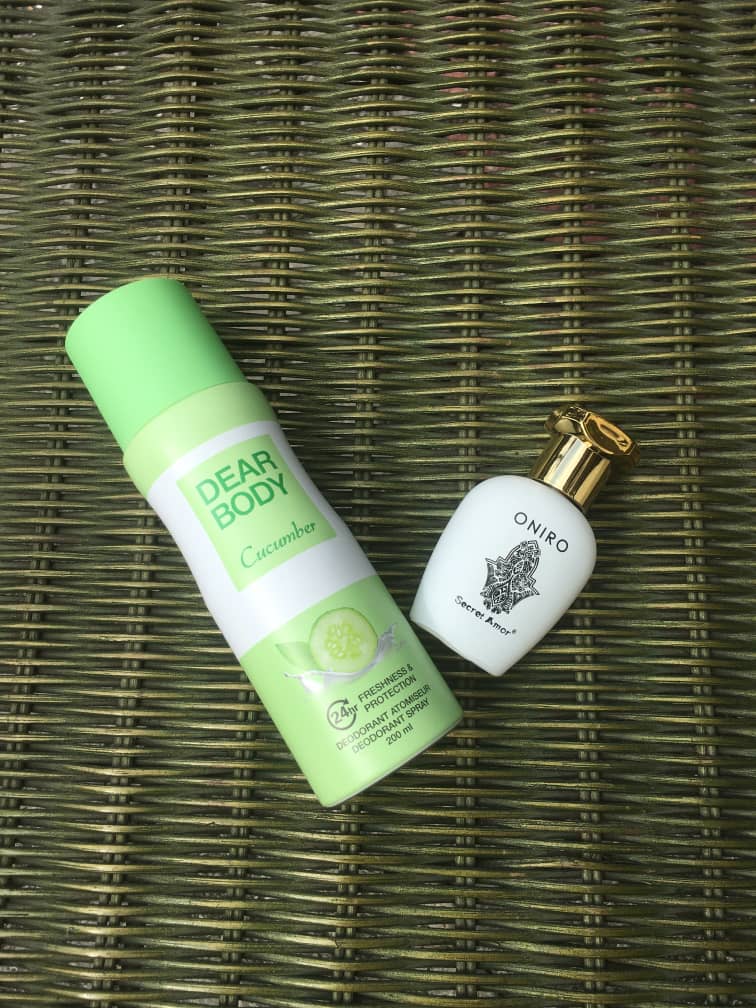 DEAR
BODY
Cucumber
24hr
FRESHNESS &
PROTECTION
DEODORANT ATOMISEUR
DEODORANT SPRAY
200 ml
ONIRO
Secret Amor®